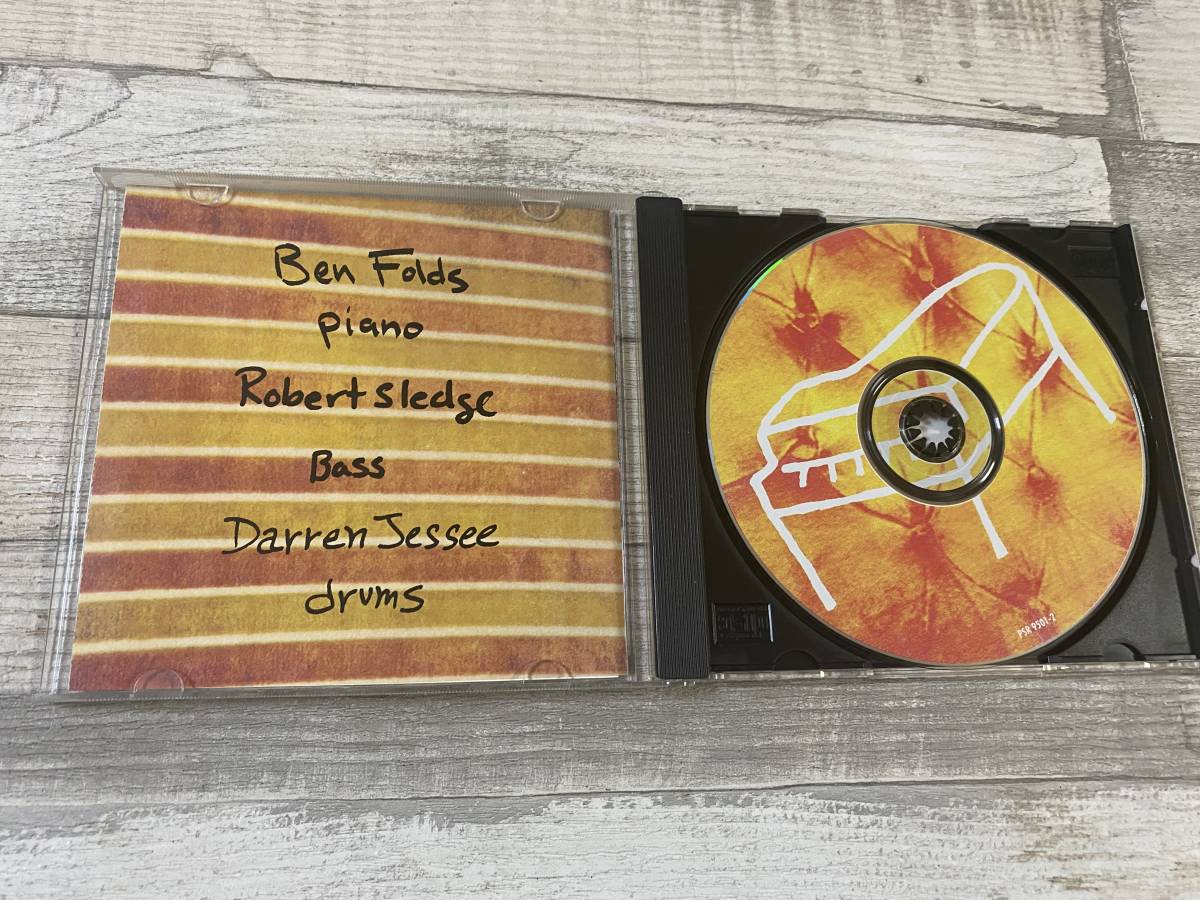 Ben Folds
piano
Robert Sledge
Bass
Darren Jessee
drums
PSR 9501-2